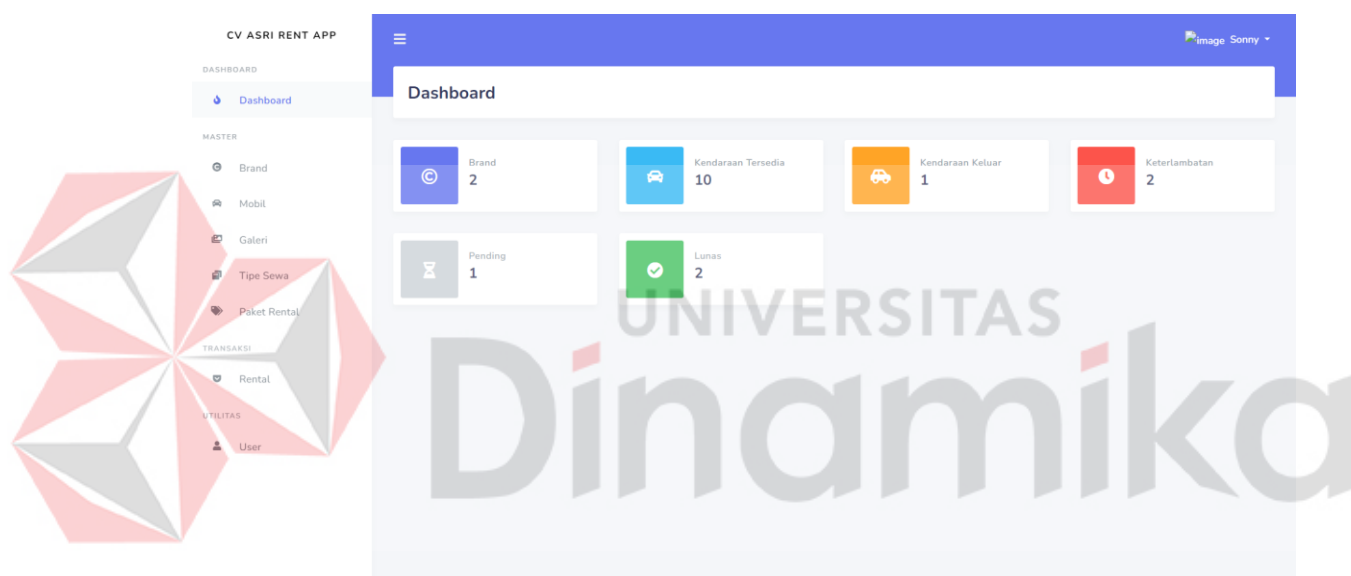 CV ASRI RENT APP
image Sonny
DASHBOARD
Dashboard
Dashboard
MASTER
Brand
Mobil
Galeri
Tipe Sewa
Paket Rental
TRANSAKSI
Rental
UTILITAS
User
Brand
2
Kendaraan Tersedia
10
Kendaraan Keluar
1
Keterlambatan
2
Pending
1
Lunas
2
UNIVERSITAS
Dinamika